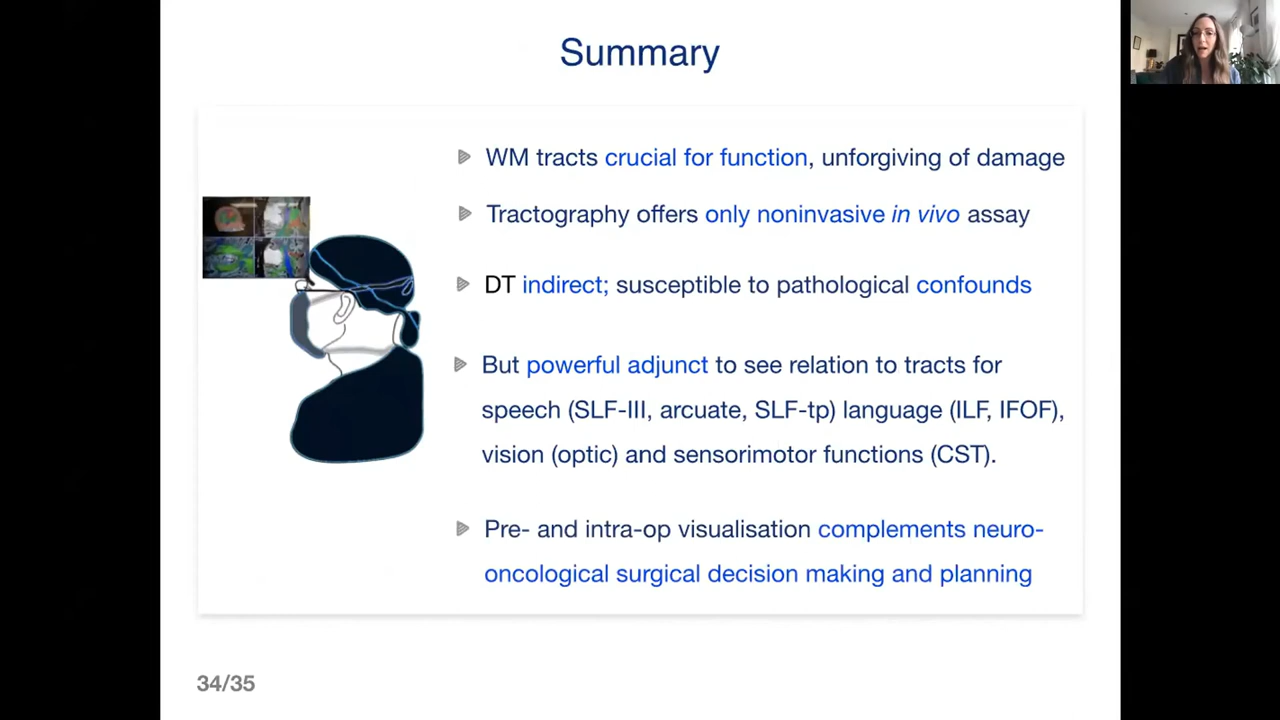 Summary
WM tracts crucial for function, unforgiving of damage
Tractography offers only noninvasive in vivo assay
DT indirect; susceptible to pathological confounds
But powerful adjunct to see relation to tracts for
speech (SLF-III, arcuate, SLF-tp) language (ILF, IFOF),
vision (optic) and sensorimotor functions (CST).
Pre- and intra-op visualisation complements neuro-
oncological surgical decision making and planning
34/35